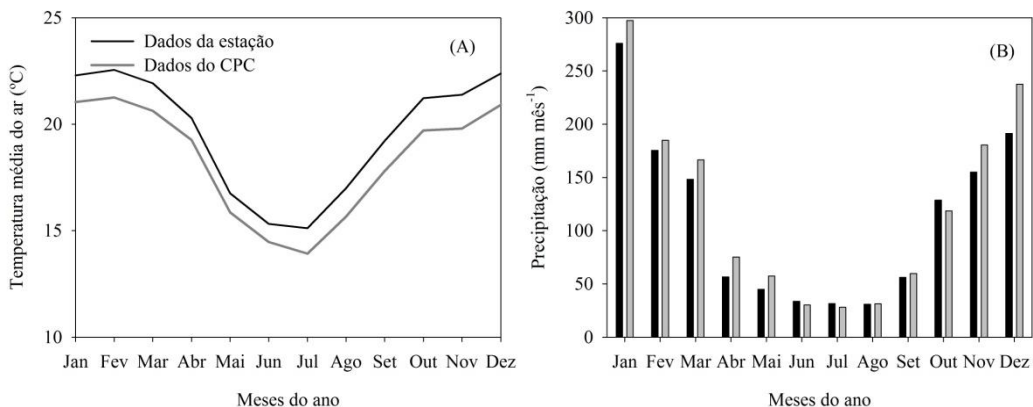 25
20
15
10
Temperatura média do ar (ºC)
Dados da estação
Dados do CPC
(A)
Jan Fev Mar Abr Mai Jun Jul Ago Set Out Nov Dez
Meses do ano
300
250
200
150
100
50
0
Precipitação (mm mês⁻¹)
(B)
Jan Fev Mar Abr Mai Jun Jul Ago Set Out Nov Dez
Meses do ano